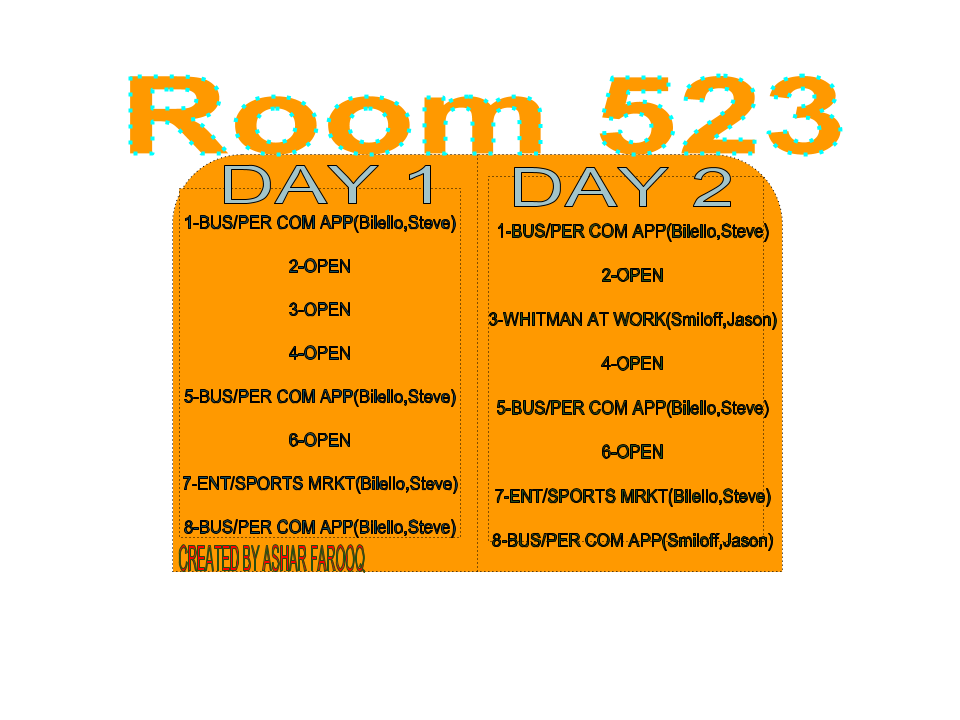 Room 523
DAY 1
1-BUS/PER COM APP(Bilello,Steve)
2-OPEN
3-OPEN
4-OPEN
5-BUS/PER COM APP(Bilello,Steve)
6-OPEN
7-ENT/SPORTS MRKT(Bilello,Steve)
8-BUS/PER COM APP(Bilello,Steve)
CREATED BY ASHAR FAROOQ
DAY 2
1-BUS/PER COM APP(Bilello,Steve)
2-OPEN
3-WHITMAN AT WORK(Smiloff,Jason)
4-OPEN
5-BUS/PER COM APP(Bilello,Steve)
6-OPEN
7-ENT/SPORTS MRKT(Bilello,Steve)
8-BUS/PER COM APP(Smiloff,Jason)